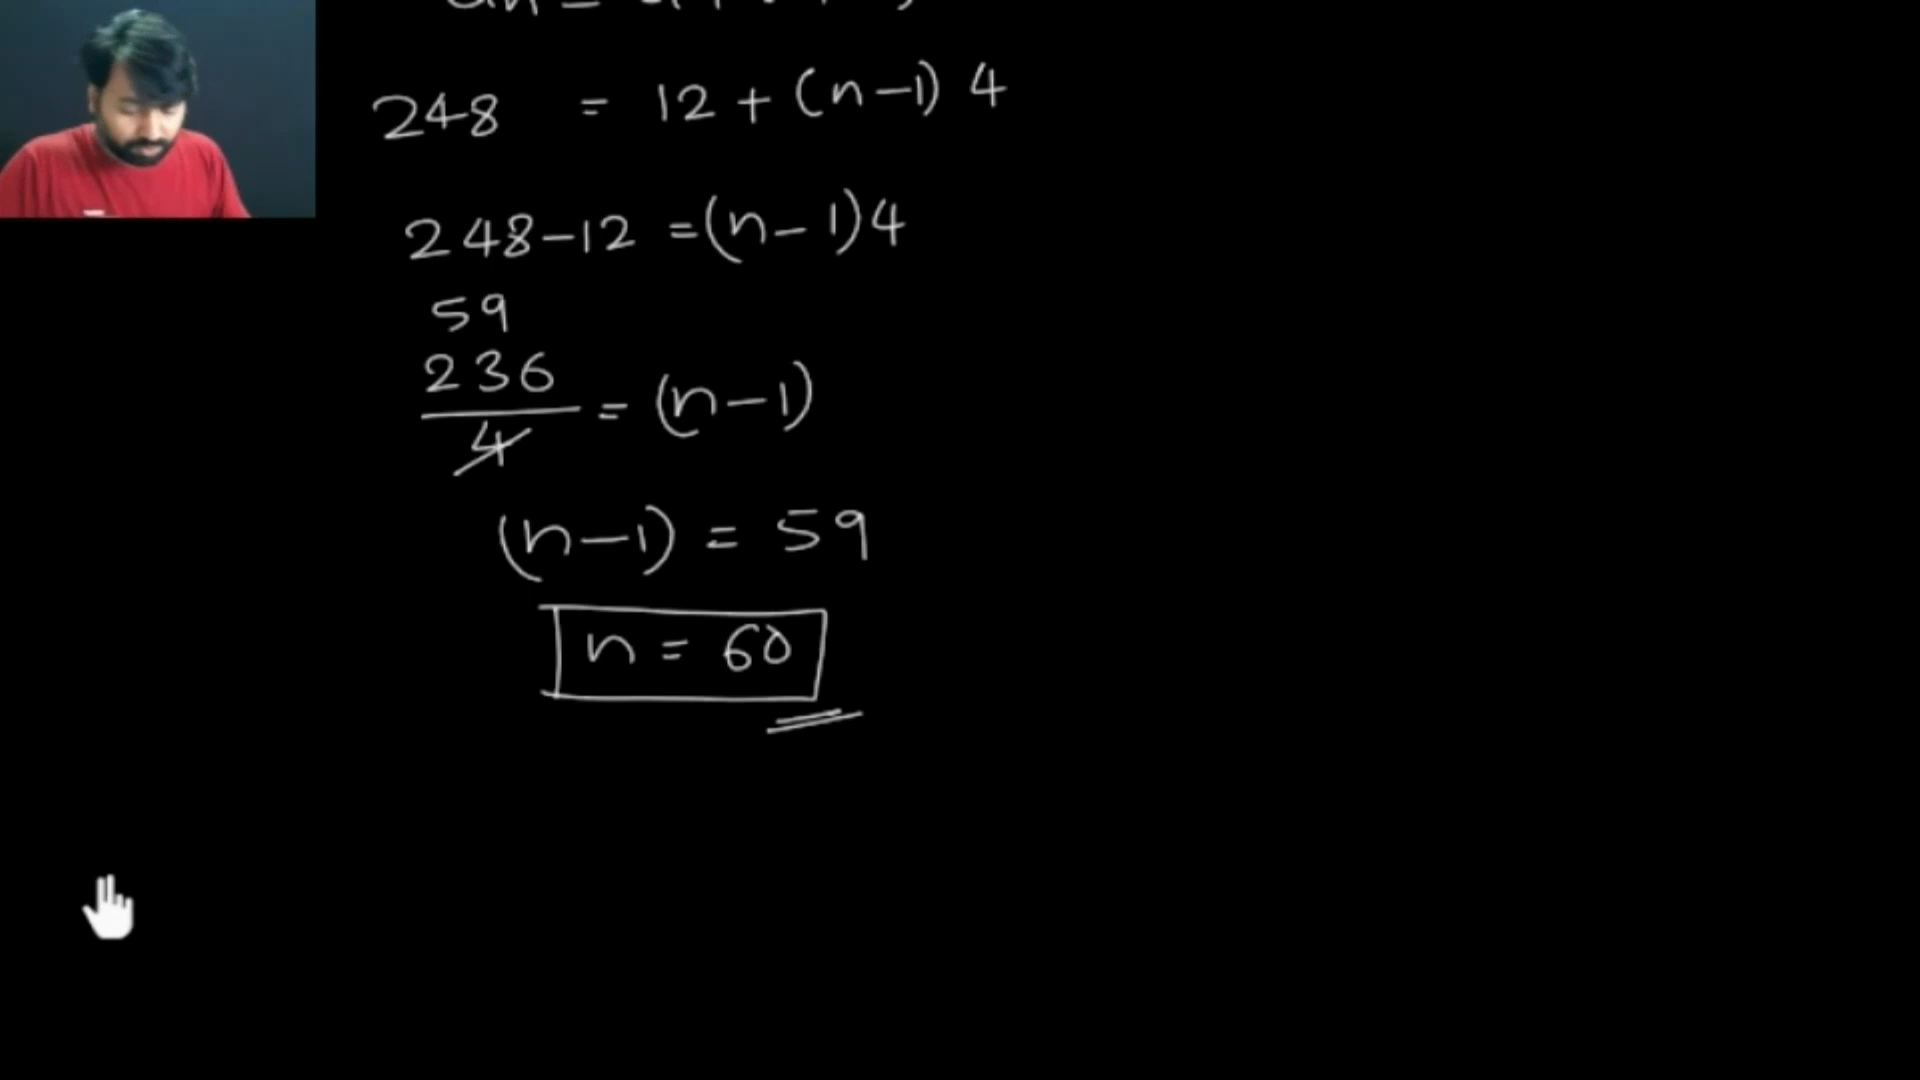 248 = 12 + (n-1) 4
248-12 = (n-1)4
59
236
4 = (n-1)
(n-1) = 59
n = 60